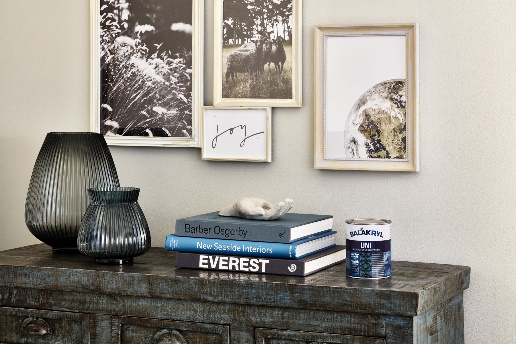 joy
Barber Osgerby
New Seaside Interiors
EVEREST
BALAKRYL
UNI